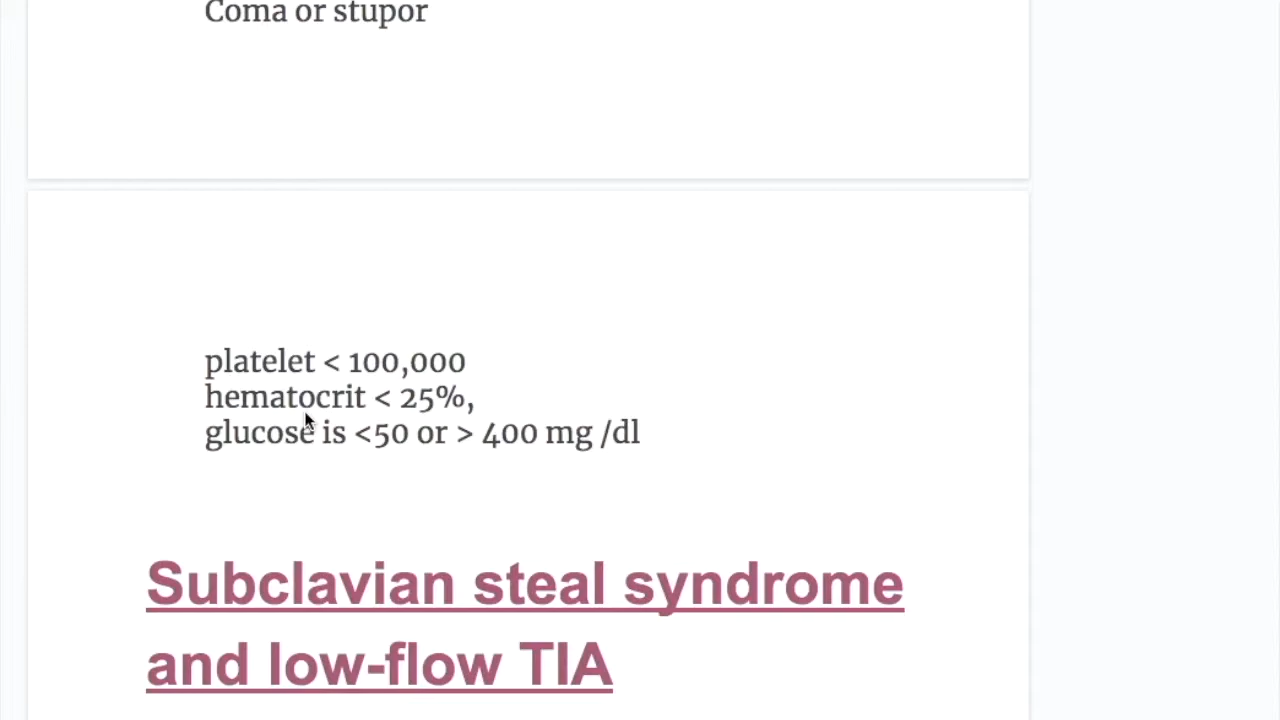 Coma or stupor
platelet < 100,000
hematocrit < 25%,
glucose is <50 or > 400 mg /dl
Subclavian steal syndrome
and low-flow TIA